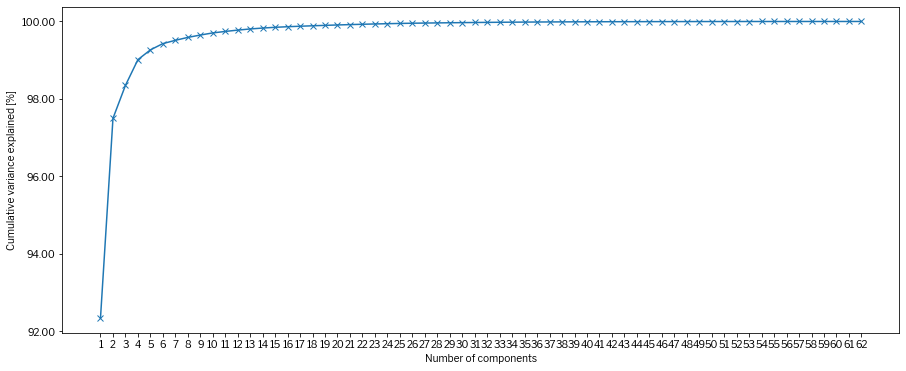 100.00
98.00
96.00
94.00
92.00
Cumulative variance explained [%]
1 2 3 4 5 6 7 8 9 10 11 12 13 14 15 16 17 18 19 20 21 22 23 24 25 26 27 28 29 30 31 32 33 34 35 36 37 38 39 40 41 42 43 44 45 46 47 48 49 50 51 52 53 54 55 56 57 58 59 60 61 62
Number of components